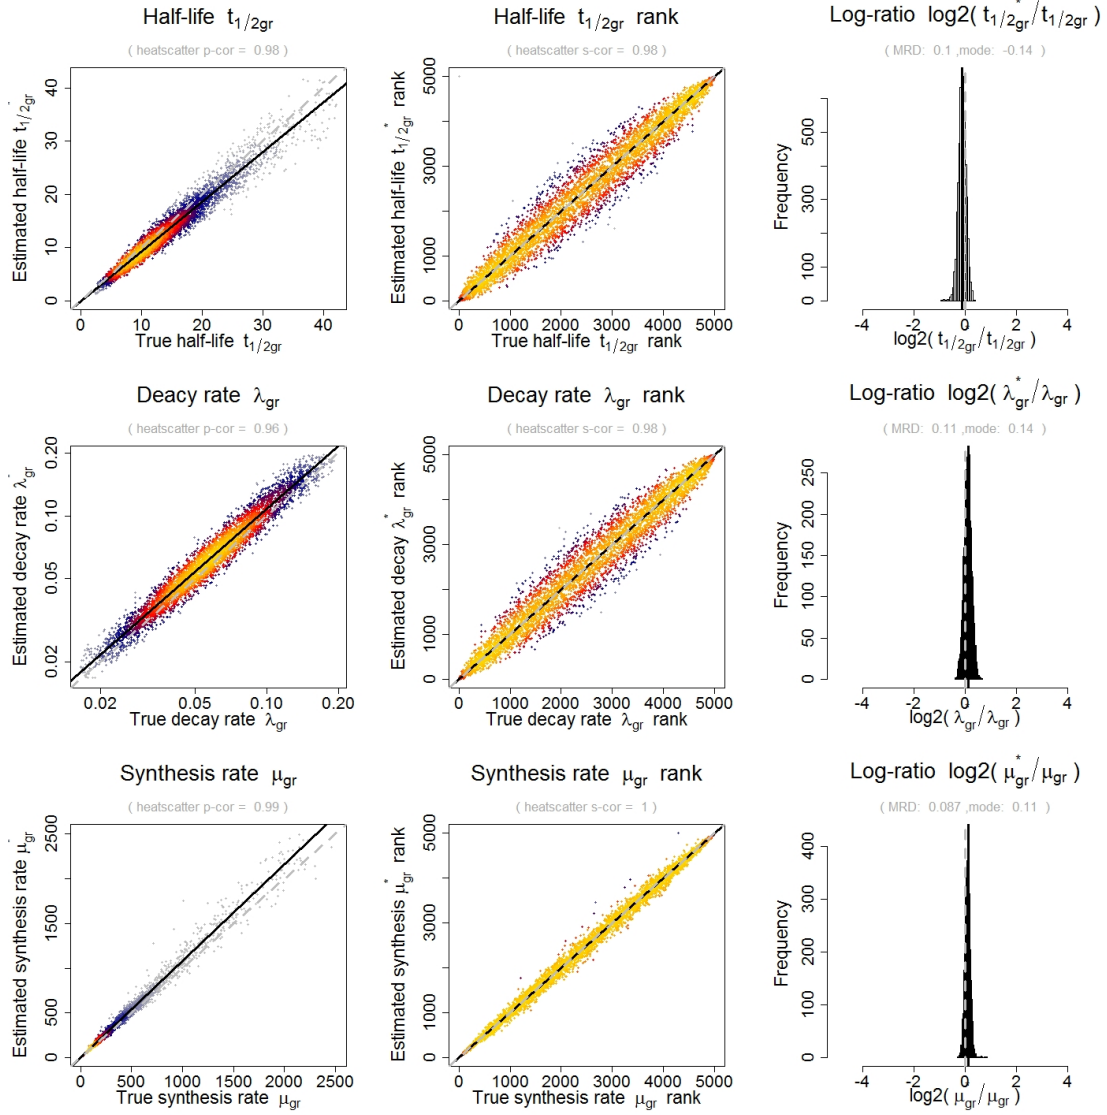 Half-life t1/2gr
( heatscatter p-cor = 0.98 )
Estimated half-life t*1/2gr
40
30
20
10
0
0 10 20 30 40
True half-life t1/2gr
Half-life t1/2gr rank
( heatscatter s-cor = 0.98 )
Estimated half-life t*1/2gr rank
5000
3000
1000
0
0 1000 2000 3000 4000 5000
True half-life t1/2gr rank
Log-ratio log2( t*1/2gr/t1/2gr )
( MRD: 0.1 ,mode: -0.14 )
Frequency
500
300
100
0
-4 -2 0 2 4
log2( t1/2gr/t1/2gr )
Deacy rate λgr
( heatscatter p-cor = 0.96 )
Estimated decay rate λ*gr
0.20
0.10
0.05
0.02
0.02 0.05 0.10 0.20
True decay rate λgr
Decay rate λgr rank
( heatscatter s-cor = 0.98 )
Estimated decay λ*gr rank
5000
3000
1000
0
0 1000 2000 3000 4000 5000
True decay rate λgr rank
Log-ratio log2( λ*gr/λgr )
( MRD: 0.11 ,mode: 0.14 )
Frequency
250
200
150
100
50
0
-4 -2 0 2 4
log2( λgr/λgr )
Synthesis rate μgr
( heatscatter p-cor = 0.99 )
Estimated synthesis rate μ*gr
2500
1500
500
0
0 500 1000 1500 2000 2500
True synthesis rate μgr
Synthesis rate μgr rank
( heatscatter s-cor = 1 )
Estimated synthesis μ*gr rank
5000
3000
1000
0
0 1000 2000 3000 4000 5000
True synthesis rate μgr rank
Log-ratio log2( μ*gr/μgr )
( MRD: 0.087 ,mode: 0.11 )
Frequency
400
300
200
100
0
-4 -2 0 2 4
log2( μgr/μgr )